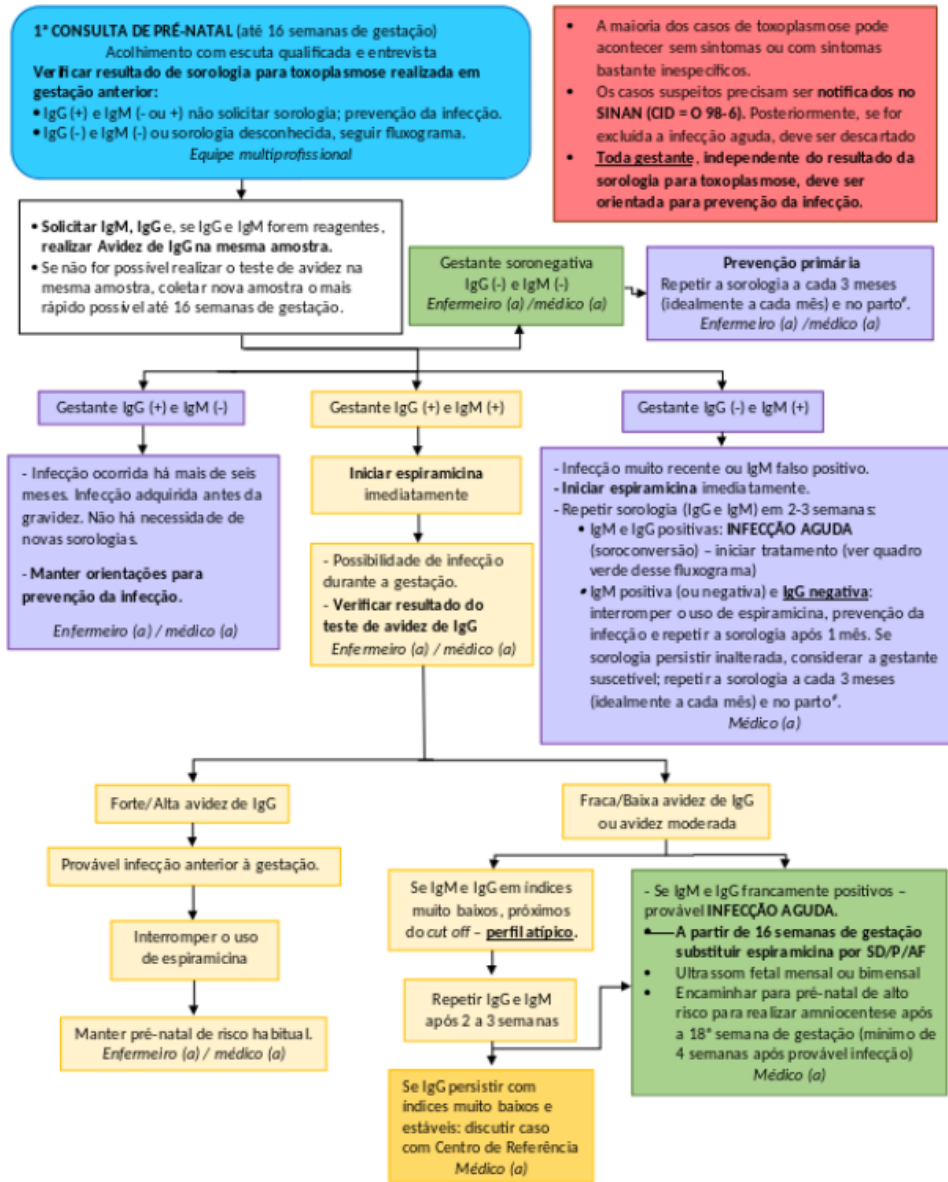 1ª CONSULTA DE PRÉ-NATAL (até 16 semanas de gestação)
Acolhimento com escuta qualificada e entrevista
Verificar resultado de sorologia para toxoplasmose realizada em
gestação anterior:
• IgG (+) e IgM (- ou +) não solicitar sorologia; prevenção da infecção.
• IgG (-) e IgM (-) ou sorologia desconhecida, seguir fluxograma.
Equipe multiprofissional
• A maioria dos casos de toxoplasmose pode
acontecer sem sintomas ou com sintomas
bastante inespecíficos.
• Os casos suspeitos precisam ser notificados no
SINAN (CID = O 98-6). Posteriormente, se for
excluída a infecção aguda, deve ser descartado
• Toda gestante, independente do resultado da
sorologia para toxoplasmose, deve ser
orientada para prevenção da infecção.
• Solicitar IgM, IgG e, se IgG e IgM forem reagentes,
realizar Avidez de IgG na mesma amostra.
• Se não for possível realizar o teste de avidez na
mesma amostra, coletar nova amostra o mais
rápido possível até 16 semanas de gestação.
Gestante soronegativa
IgG (-) e IgM (-)
Enfermeiro (a) /médico (a)
Prevenção primária
Repetir a sorologia a cada 3 meses
(idealmente a cada mês) e no parto#.
Enfermeiro (a) /médico (a)
Gestante IgG (+) e IgM (-)
Gestante IgG (+) e IgM (+)
Gestante IgG (-) e IgM (+)
- Infecção ocorrida há mais de seis
meses. Infecção adquirida antes da
gravidez. Não há necessidade de
novas sorologias.
- Manter orientações para
prevenção da infecção.
Enfermeiro (a) / médico (a)
Iniciar espiramicina
imediatamente
- Possibilidade de infecção
durante a gestação.
- Verificar resultado do
teste de avidez de IgG
Enfermeiro (a) / médico (a)
- Infecção muito recente ou IgM falso positivo.
- Iniciar espiramicina imediatamente.
- Repetir sorologia (IgG e IgM) em 2-3 semanas:
• IgM e IgG positivas: INFECÇÃO AGUDA
(soroconversão) – iniciar tratamento (ver quadro
verde desse fluxograma)
• IgM positiva (ou negativa) e IgG negativa:
interromper o uso de espiramicina, prevenção da
infecção e repetir a sorologia após 1 mês. Se
sorologia persistir inalterada, considerar a gestante
suscetível; repetir a sorologia a cada 3 meses
(idealmente a cada mês) e no parto#.
Médico (a)
Forte/Alta avidez de IgG
Provável infecção anterior à gestação.
Interromper o uso
de espiramicina
Manter pré-natal de risco habitual.
Enfermeiro (a) / médico (a)
Fraca/Baixa avidez de IgG
ou avidez moderada
Se IgM e IgG em índices
muito baixos, próximos
do cut off – perfil atípico.
Repetir IgG e IgM
após 2 a 3 semanas
Se IgG persistir com
índices muito baixos e
estáveis: discutir caso
com Centro de Referência
Médico (a)
- Se IgM e IgG francamente positivos –
provável INFECÇÃO AGUDA.
• A partir de 16 semanas de gestação
substituir espiramicina por SD/P/AF
• Ultrassom fetal mensal ou bimensal
• Encaminhar para pré-natal de alto
risco para realizar amniocentese após
a 18ª semana de gestação (mínimo de
4 semanas após provável infecção)
Médico (a)